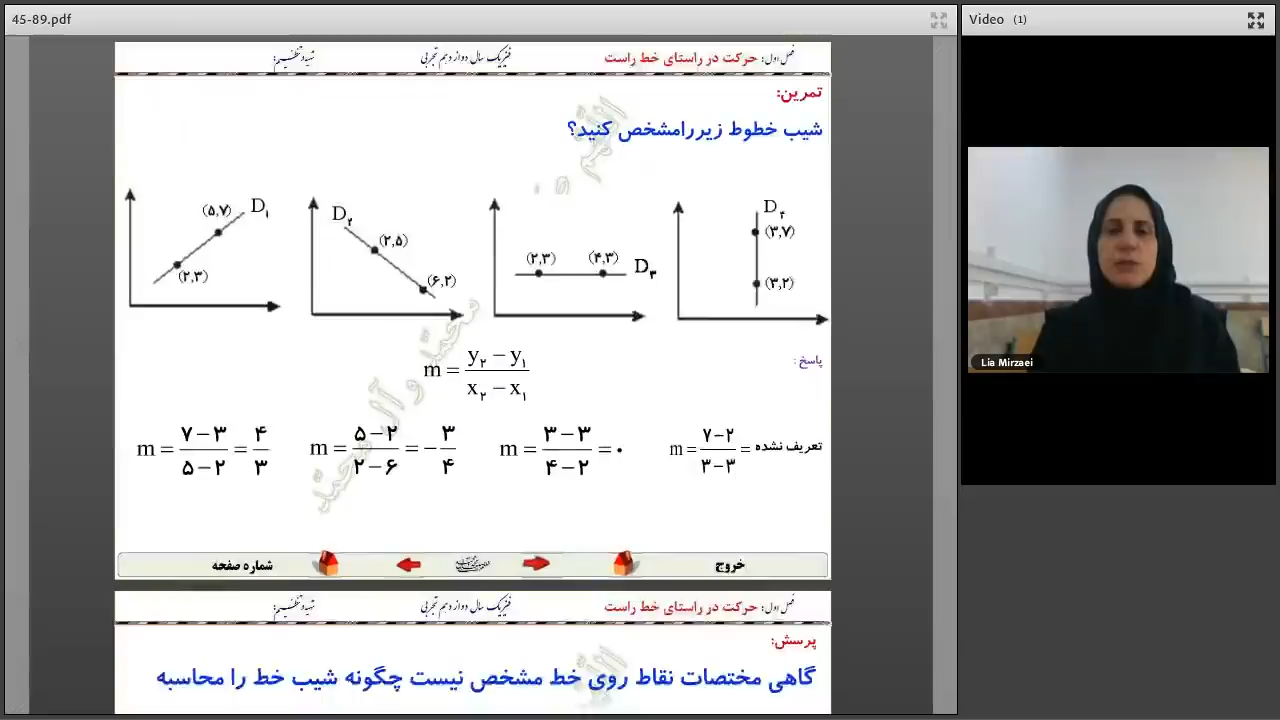 45-89.pdf
Video (1)
فصل اول: حرکت در راستای خط راست
فیزیک سال دوازدهم تجربی
تهیه و تنظیم:
تمرین:
شیب خطوط زیررامشخص کنید؟
D۱
(۵,۷)
(۲,۳)
D۲
(۲,۵)
(۶,۲)
(۲,۳)
(۴,۳)
D۳
D۴
(۳,۷)
(۳,۲)
Lia Mirzaei
پاسخ :
m = (y۲ − y۱) / (x۲ − x۱)
m = (۷−۳) / (۵−۲) = ۴/۳
m = (۵−۲) / (۲−۶) = −۳/۴
m = (۳−۳) / (۴−۲) = ۰
m = (۷−۲) / (۳−۳) = تعریف نشده
خروج
شماره صفحه
فصل اول: حرکت در راستای خط راست
فیزیک سال دوازدهم تجربی
تهیه و تنظیم:
پرسش:
گاهی مختصات نقاط روی خط مشخص نیست چگونه شیب خط را محاسبه